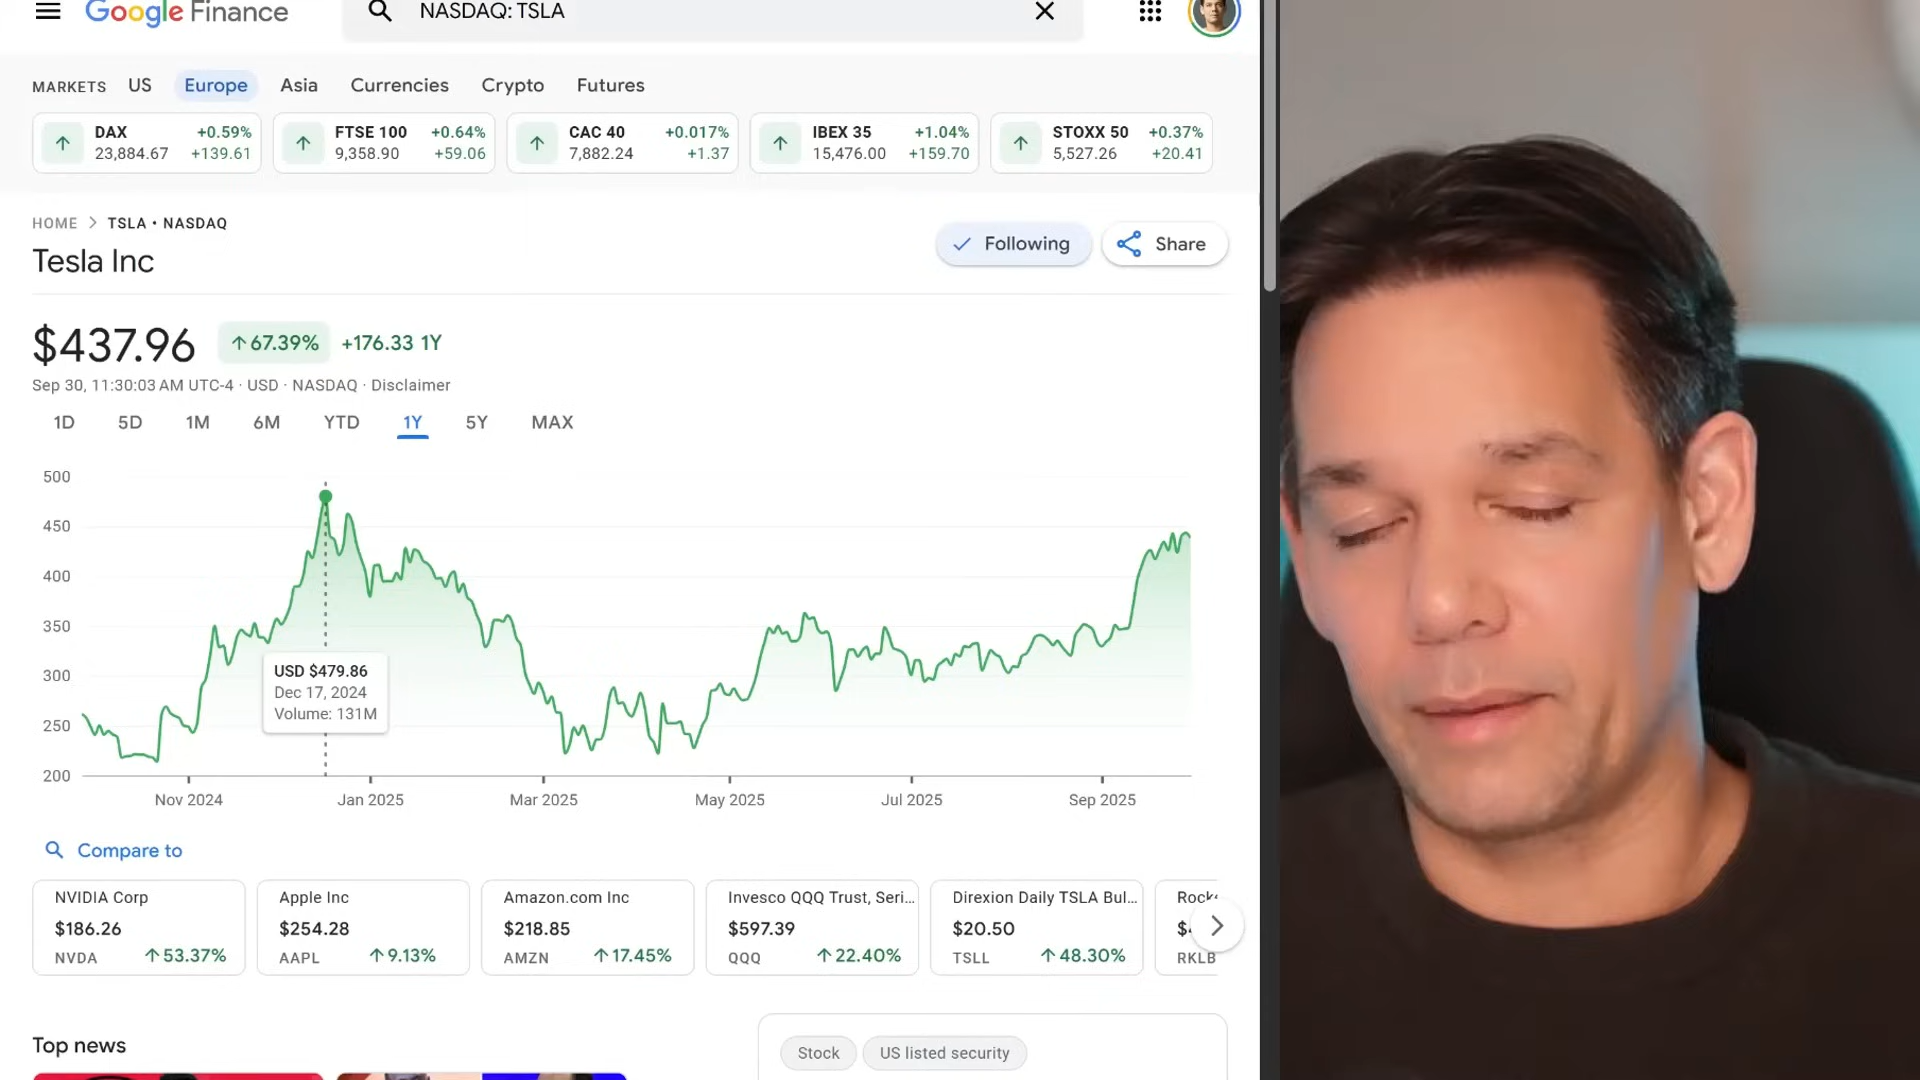 Google Finance
NASDAQ: TSLA
MARKETS US Europe Asia Currencies Crypto Futures
DAX +0.59%
23,884.67 +139.61
FTSE 100 +0.64%
9,358.90 +59.06
CAC 40 +0.017%
7,882.24 +1.37
IBEX 35 +1.04%
15,476.00 +159.70
STOXX 50 +0.37%
5,527.26 +20.41
HOME TSLA • NASDAQ
Tesla Inc
Following
Share
$437.96 ↑67.39% +176.33 1Y
Sep 30, 11:30:03 AM UTC-4 · USD · NASDAQ · Disclaimer
1D 5D 1M 6M YTD 1Y 5Y MAX
500
450
400
350
300
250
200
USD $479.86
Dec 17, 2024
Volume: 131M
Nov 2024 Jan 2025 Mar 2025 May 2025 Jul 2025 Sep 2025
Compare to
NVIDIA Corp
$186.26
NVDA ↑53.37%
Apple Inc
$254.28
AAPL ↑9.13%
Amazon.com Inc
$218.85
AMZN ↑17.45%
Invesco QQQ Trust, Seri...
$597.39
QQQ ↑22.40%
Direxion Daily TSLA Bul...
$20.50
TSLL ↑48.30%
RKLB
Top news
Stock
US listed security